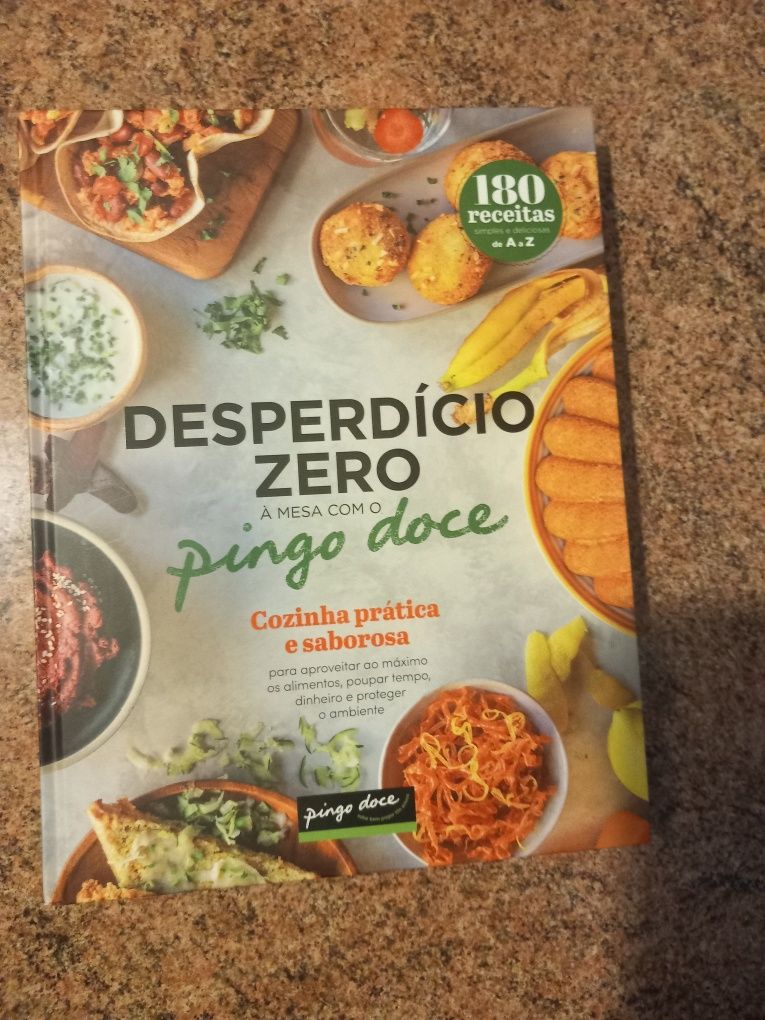 180
receitas
simples e deliciosas
de A a Z
DESPERDÍCIO
ZERO
À MESA COM O
pingo doce
Cozinha prática
e saborosa
para aproveitar ao máximo
os alimentos, poupar tempo,
dinheiro e proteger
o ambiente
pingo doce